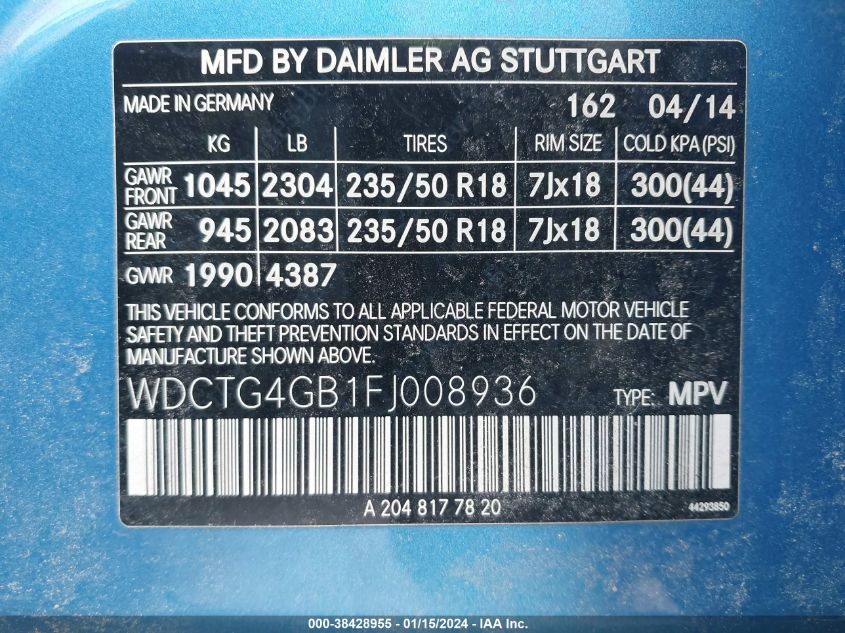 MFD BY DAIMLER AG STUTTGART
MADE IN GERMANY 162 04/14
KG LB TIRES RIM SIZE COLD KPA (PSI)
GAWR FRONT 1045 2304 235/50 R18 7Jx18 300(44)
GAWR REAR 945 2083 235/50 R18 7Jx18 300(44)
GVWR 1990 4387
THIS VEHICLE CONFORMS TO ALL APPLICABLE FEDERAL MOTOR VEHICLE
SAFETY AND THEFT PREVENTION STANDARDS IN EFFECT ON THE DATE OF
MANUFACTURE SHOWN ABOVE.
WDCTG4GB1FJ008936 TYPE: MPV
A 204 817 78 20 44293850
000-38428955 - 01/15/2024 - IAA Inc.